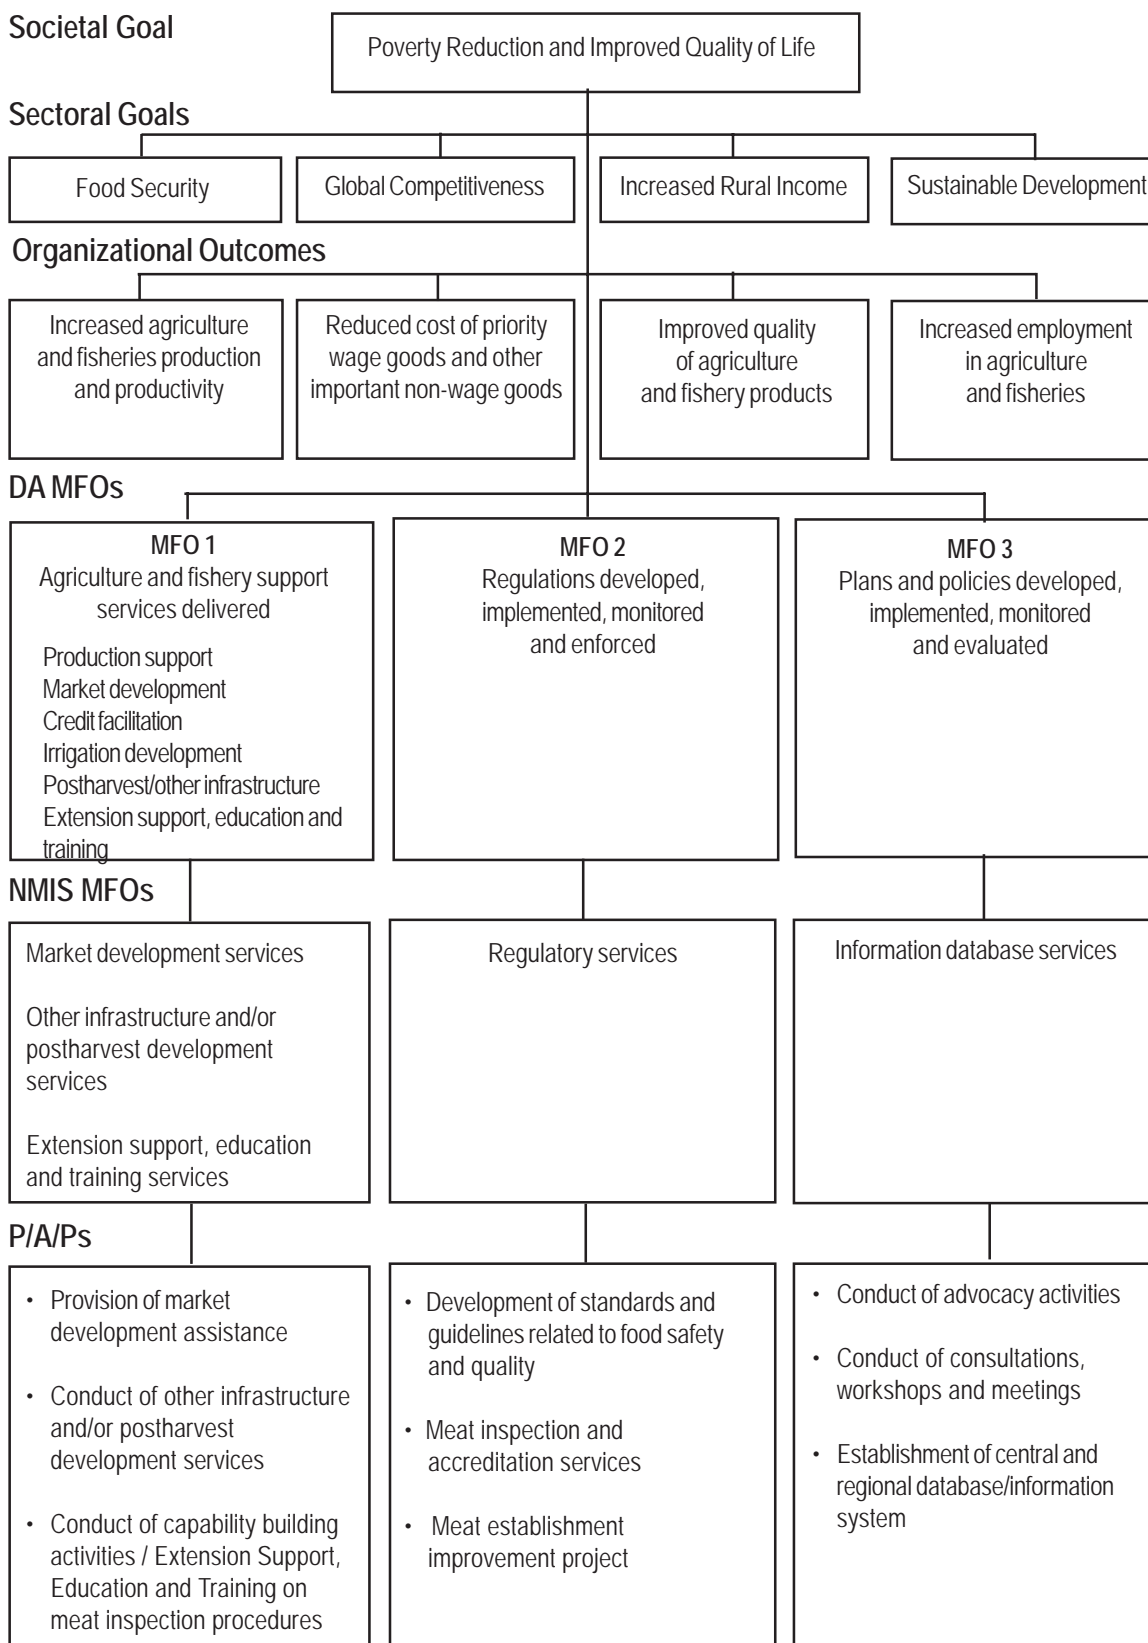 Societal Goal
Poverty Reduction and Improved Quality of Life
Sectoral Goals
Food Security
Global Competitiveness
Increased Rural Income
Sustainable Development
Organizational Outcomes
Increased agriculture
and fisheries production
and productivity
Reduced cost of priority
wage goods and other
important non-wage goods
Improved quality
of agriculture
and fishery products
Increased employment
in agriculture
and fisheries
DA MFOs
MFO 1
Agriculture and fishery support
services delivered
Production support
Market development
Credit facilitation
Irrigation development
Postharvest/other infrastructure
Extension support, education and
training
MFO 2
Regulations developed,
implemented, monitored
and enforced
MFO 3
Plans and policies developed,
implemented, monitored
and evaluated
NMIS MFOs
Market development services
Other infrastructure and/or
postharvest development
services
Extension support, education
and training services
Regulatory services
Information database services
P/A/Ps
• Provision of market
development assistance
• Conduct of other infrastructure
and/or postharvest
development services
• Conduct of capability building
activities / Extension Support,
Education and Training on
meat inspection procedures
• Development of standards and
guidelines related to food safety
and quality
• Meat inspection and
accreditation services
• Meat establishment
improvement project
• Conduct of advocacy activities
• Conduct of consultations,
workshops and meetings
• Establishment of central and
regional database/information
system